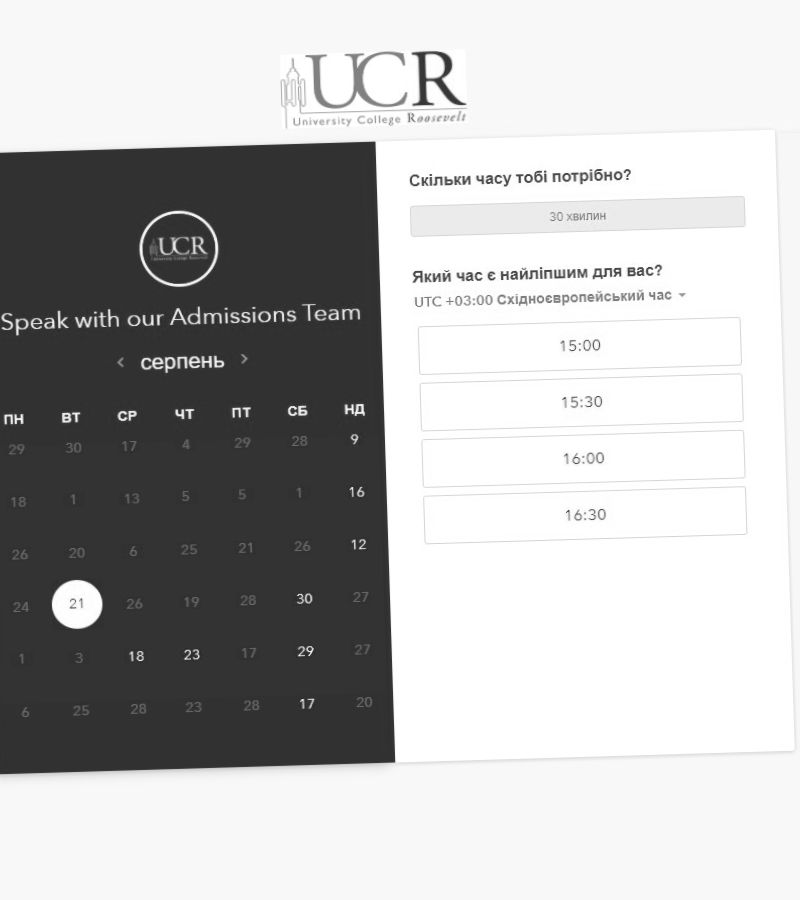 UCR
University College Roosevelt
UCR
University College Roosevelt
Speak with our Admissions Team
серпень
ПН ВТ СР ЧТ ПТ СБ НД
29 30 17 4 29 28 9
18 1 13 5 5 1 16
26 20 6 25 21 26 12
24 21 26 19 28 30 27
1 3 18 23 17 29 27
6 25 28 23 28 17 20
Скільки часу тобі потрібно?
30 хвилин
Який час є найліпшим для вас?
UTC +03:00 Східноєвропейський час
15:00
15:30
16:00
16:30